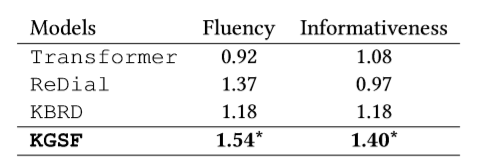 Models Fluency Informativeness
Transformer 0.92 1.08
ReDial 1.37 0.97
KBRD 1.18 1.18
KGSF 1.54* 1.40*